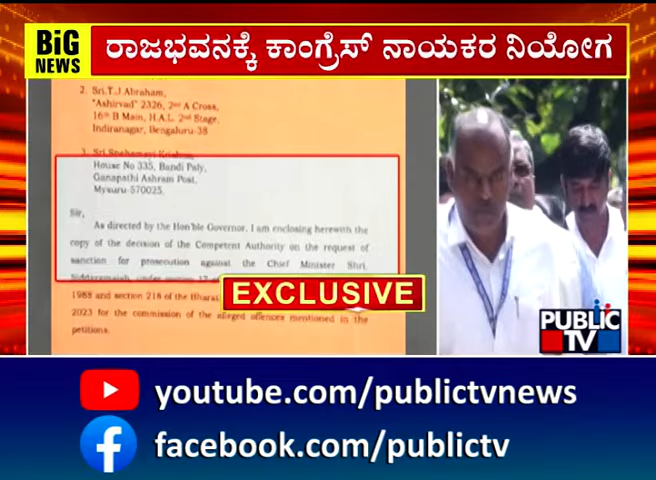 BiG
NEWS
ರಾಜಭವನಕ್ಕೆ ಕಾಂಗ್ರೆಸ್ ನಾಯಕರ ನಿಯೋಗ
2. Sri.T.J.Abraham,
"Ashirvad" 2326, 2nd A Cross,
16th B Main, H.A.L. 2nd Stage,
Indiranagar, Bengaluru-38
3. Sri.Snehamayi Krishna,
House No 335, Bandi Paly,
Ganapathi Ashram Post,
Mysuru-570025.
Sir,
As directed by the Hon'ble Governor, I am enclosing herewith the
copy of the decision of the Competent Authority on the request of
sanction for prosecution against the Chief Minister Shri.
Siddaramaiah under section 17
1988 and section 218 of the
2023 for the commission of the alleged offences mentioned in the
petitions.
EXCLUSIVE
PUBLiC
TV
youtube.com/publictvnews
facebook.com/publictv